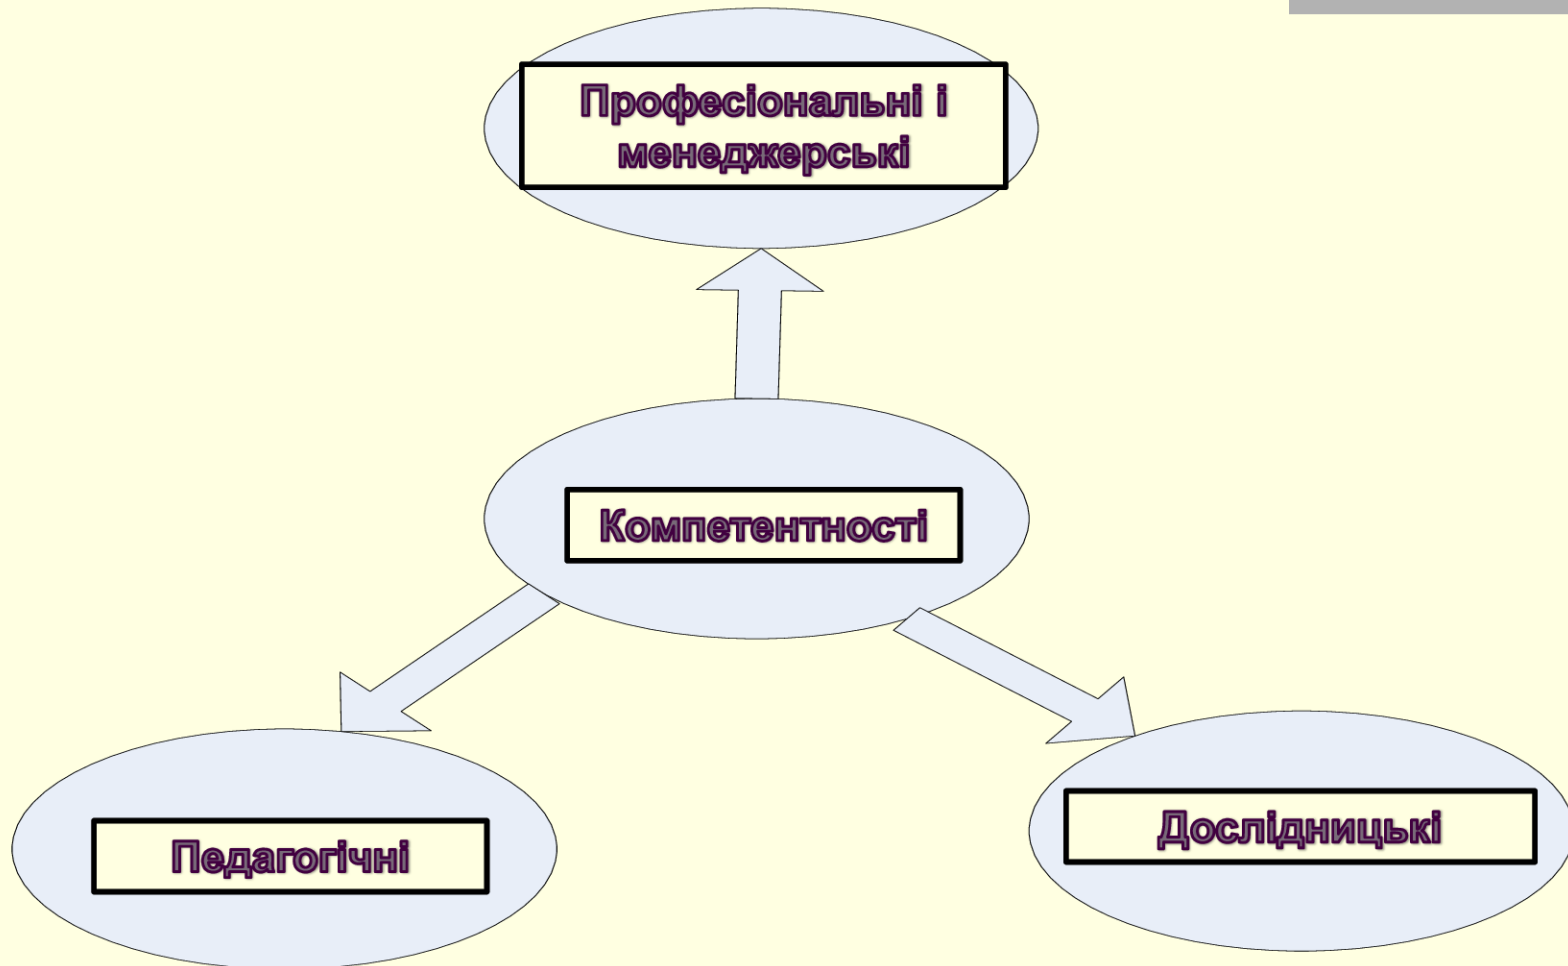 Професіональні і
менеджерські
Компетентності
Педагогічні
Дослідницькі